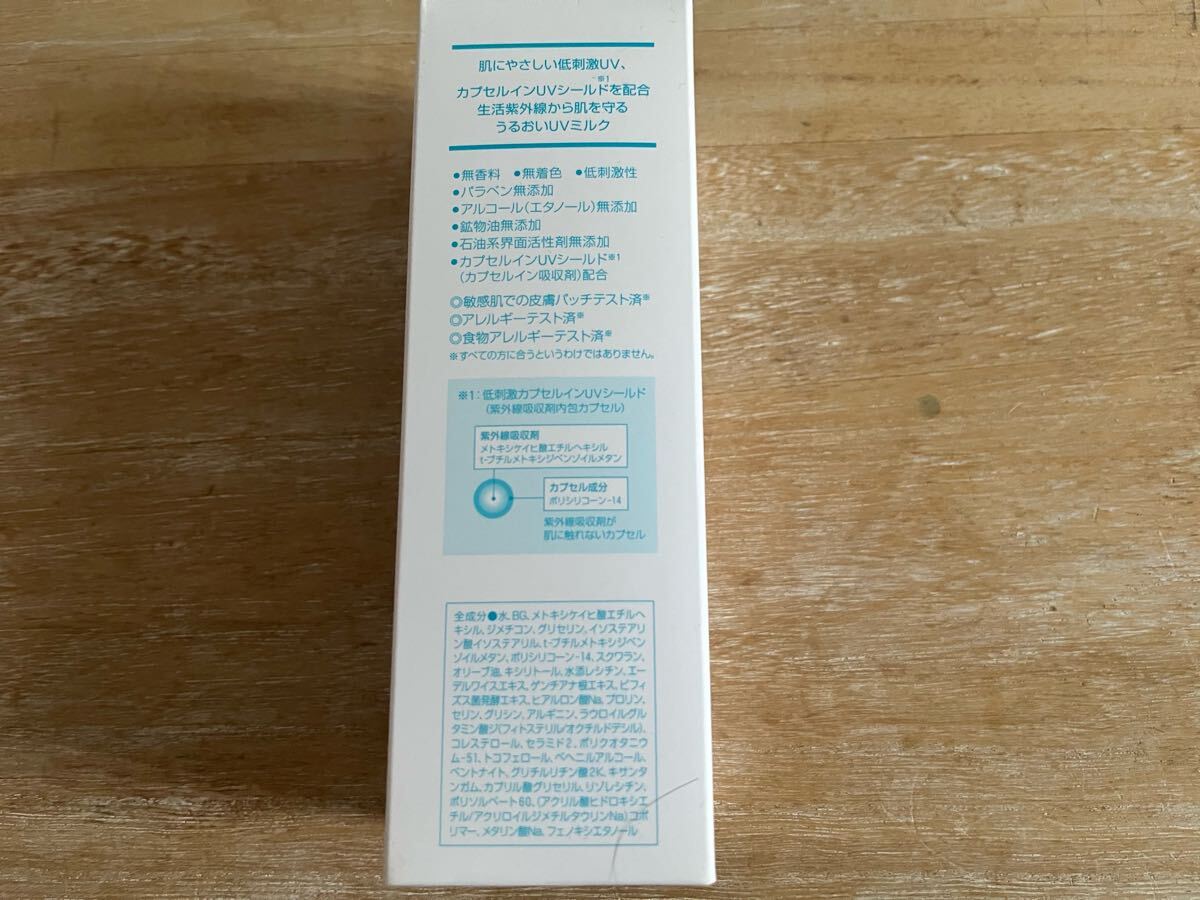 肌にやさしい低刺激UV、
カプセルインUVシールド※1を配合
生活紫外線から肌を守る
うるおいUVミルク
●無香料 ●無着色 ●低刺激性
●パラベン無添加
●アルコール(エタノール)無添加
●鉱物油無添加
●石油系界面活性剤無添加
●カプセルインUVシールド※1
(カプセルイン吸収剤)配合
◎敏感肌での皮膚パッチテスト済※
◎アレルギーテスト済※
◎食物アレルギーテスト済※
※すべての方に合うというわけではありません。
※1:低刺激カプセルインUVシールド
(紫外線吸収剤内包カプセル)
紫外線吸収剤
メトキシケイヒ酸エチルヘキシル
t-ブチルメトキシジベンゾイルメタン
カプセル成分
ポリシリコーン-14
紫外線吸収剤が
肌に触れないカプセル
全成分●水、BG、メトキシケイヒ酸エチルヘ
キシル、ジメチコン、グリセリン、イソステアリ
ン酸イソステアリル、t-ブチルメトキシジベン
ゾイルメタン、ポリシリコーン-14、スクワラン、
オリーブ油、キシリトール、水添レシチン、エー
デルワイスエキス、ゲンチアナ根エキス、ビフィ
ズス菌発酵エキス、ヒアルロン酸Na、プロリン、
セリン、グリシン、アルギニン、ラウロイルグル
タミン酸ジ(フィトステリル/オクチルドデシル)、
コレステロール、セラミド2、ポリクオタニウ
ム-51、トコフェロール、ベヘニルアルコール、
ベントナイト、グリチルリチン酸2K、キサンタ
ンガム、カプリル酸グリセリル、リゾレシチン、
ポリソルベート60、(アクリル酸ヒドロキシエ
チル/アクリロイルジメチルタウリンNa)コポ
リマー、メタリン酸Na、フェノキシエタノール